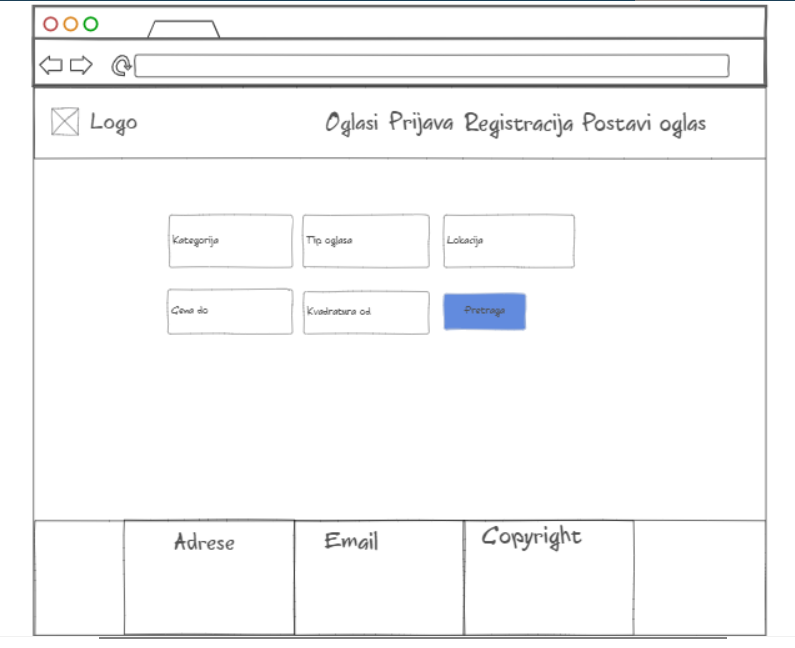 Logo Oglasi Prijava Registracija Postavi oglas
Kategorija Tip oglasa Lokacija
Cena do Kvadratura od Pretraga
Adrese Email Copyright